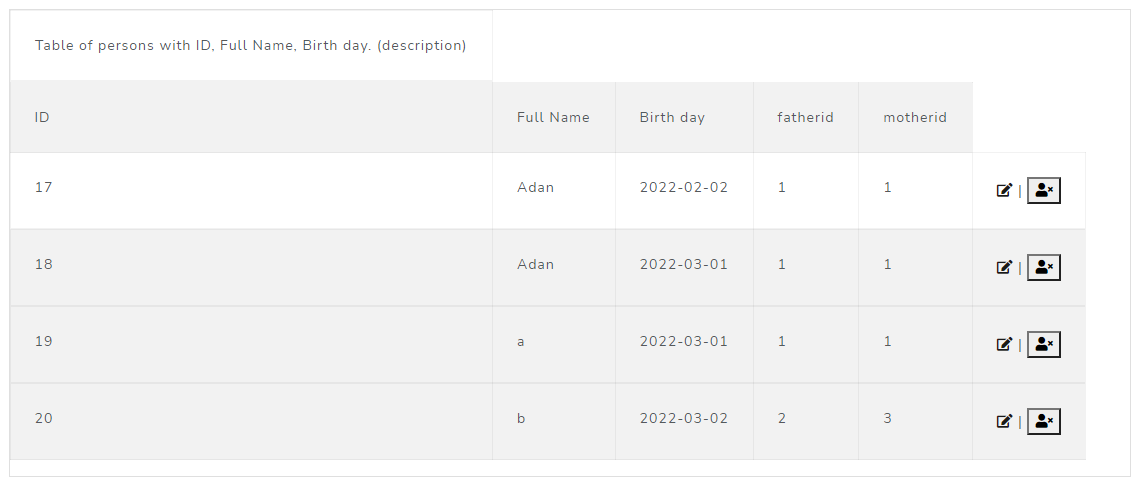 Table of persons with ID, Full Name, Birth day. (description)
ID Full Name Birth day fatherid motherid
17 Adan 2022-02-02 1 1 |
18 Adan 2022-03-01 1 1 |
19 a 2022-03-01 1 1 |
20 b 2022-03-02 2 3 |